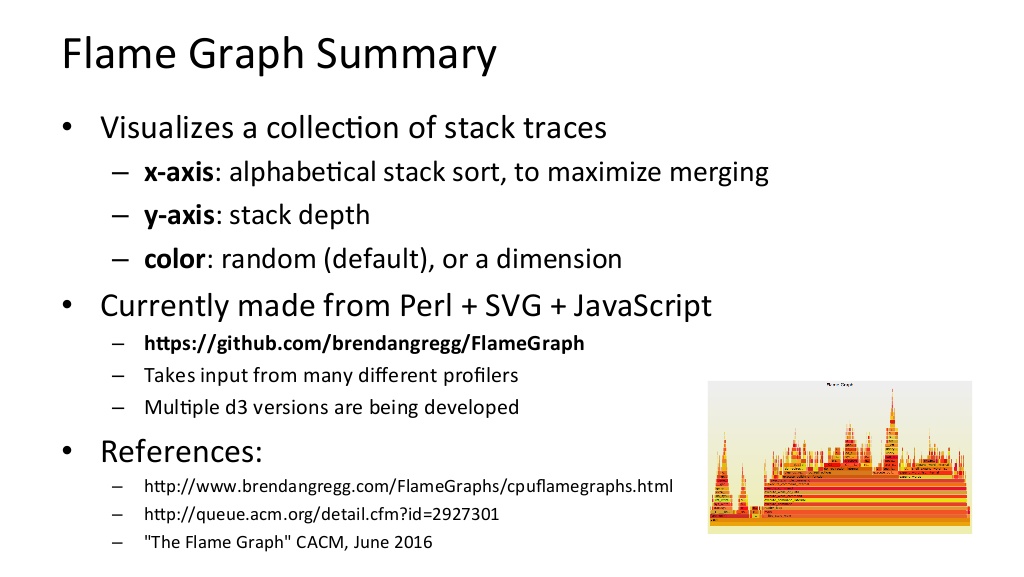 Flame Graph Summary
• Visualizes a collection of stack traces
– x-axis: alphabetical stack sort, to maximize merging
– y-axis: stack depth
– color: random (default), or a dimension
• Currently made from Perl + SVG + JavaScript
– https://github.com/brendangregg/FlameGraph
– Takes input from many different profilers
– Multiple d3 versions are being developed
• References:
– http://www.brendangregg.com/FlameGraphs/cpuflamegraphs.html
– http://queue.acm.org/detail.cfm?id=2927301
– "The Flame Graph" CACM, June 2016
Flame Graph